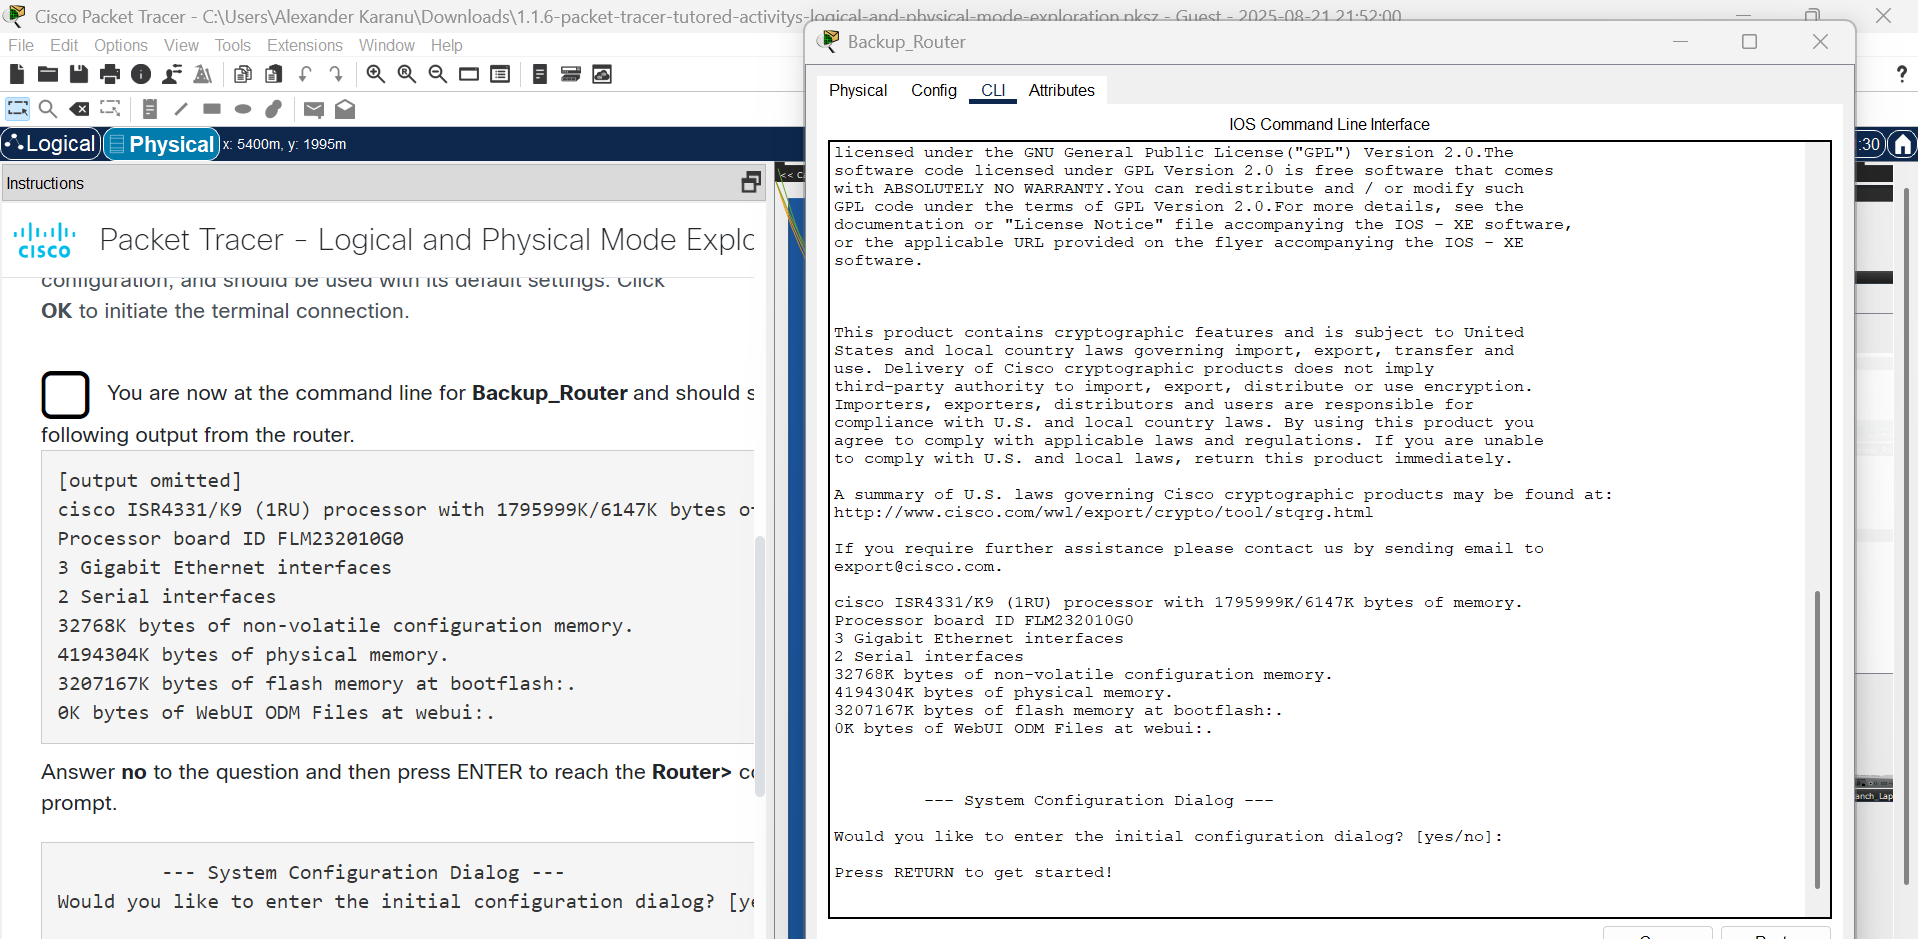 Cisco Packet Tracer - C:\Users\Alexander Karanu\Downloads\1.1.6-packet-tracer-tutored-activitys-logical-and-physical-mode-exploration.pksz - Guest - 2025-08-21 21:52:00
File Edit Options View Tools Extensions Window Help
Logical Physical x: 5400m, y: 1995m
Instructions
CISCO
Packet Tracer - Logical and Physical Mode Explo
configuration, and should be used with its default settings. Click
OK to initiate the terminal connection.
You are now at the command line for Backup_Router and should s
following output from the router.
[output omitted]
cisco ISR4331/K9 (1RU) processor with 1795999K/6147K bytes o
Processor board ID FLM232010G0
3 Gigabit Ethernet interfaces
2 Serial interfaces
32768K bytes of non-volatile configuration memory.
4194304K bytes of physical memory.
3207167K bytes of flash memory at bootflash:.
0K bytes of WebUI ODM Files at webui:.
Answer no to the question and then press ENTER to reach the Router> co
prompt.
--- System Configuration Dialog ---
Would you like to enter the initial configuration dialog? [ye
<< C
Backup_Router
Physical Config CLI Attributes
IOS Command Line Interface
licensed under the GNU General Public License("GPL") Version 2.0.The
software code licensed under GPL Version 2.0 is free software that comes
with ABSOLUTELY NO WARRANTY.You can redistribute and / or modify such
GPL code under the terms of GPL Version 2.0.For more details, see the
documentation or "License Notice" file accompanying the IOS - XE software,
or the applicable URL provided on the flyer accompanying the IOS - XE
software.
This product contains cryptographic features and is subject to United
States and local country laws governing import, export, transfer and
use. Delivery of Cisco cryptographic products does not imply
third-party authority to import, export, distribute or use encryption.
Importers, exporters, distributors and users are responsible for
compliance with U.S. and local country laws. By using this product you
agree to comply with applicable laws and regulations. If you are unable
to comply with U.S. and local laws, return this product immediately.
A summary of U.S. laws governing Cisco cryptographic products may be found at:
http://www.cisco.com/wwl/export/crypto/tool/stqrg.html
If you require further assistance please contact us by sending email to
export@cisco.com.
cisco ISR4331/K9 (1RU) processor with 1795999K/6147K bytes of memory.
Processor board ID FLM232010G0
3 Gigabit Ethernet interfaces
2 Serial interfaces
32768K bytes of non-volatile configuration memory.
4194304K bytes of physical memory.
3207167K bytes of flash memory at bootflash:.
0K bytes of WebUI ODM Files at webui:.
--- System Configuration Dialog ---
Would you like to enter the initial configuration dialog? [yes/no]:
Press RETURN to get started!
?
:30
anch_Lap